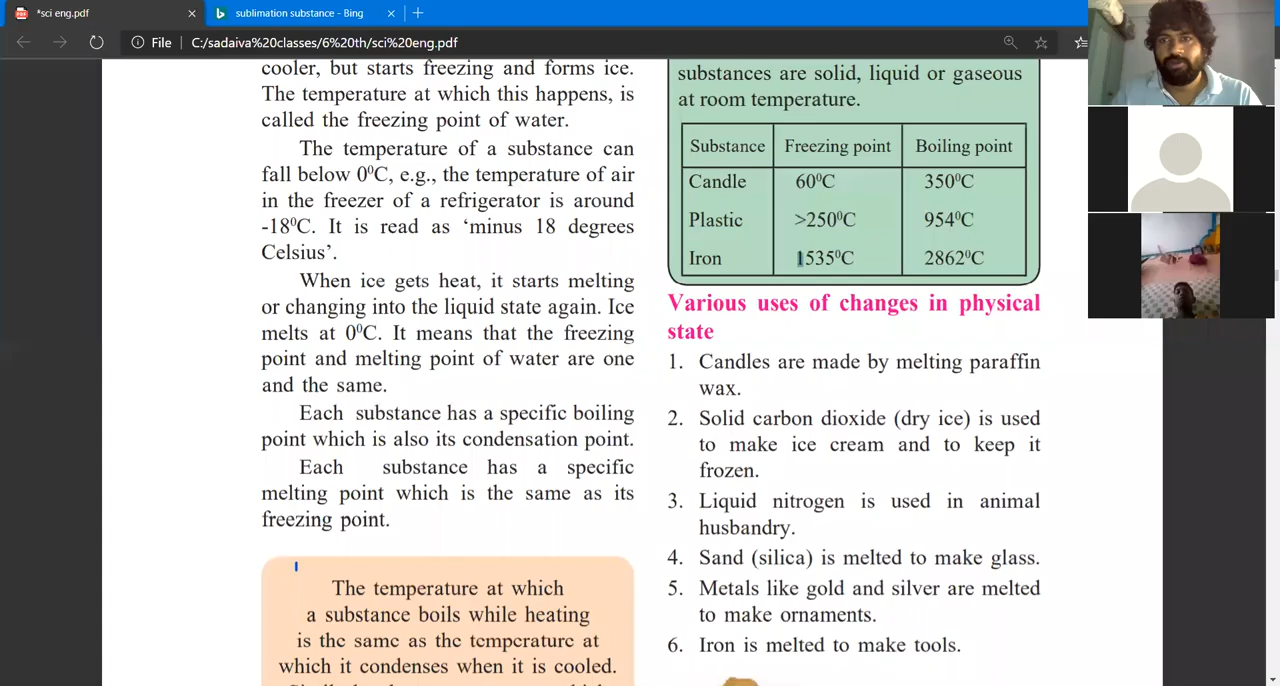 *sci eng.pdf
sublimation substance - Bing
File
C:/sadaiva%20classes/6%20th/sci%20eng.pdf
cooler, but starts freezing and forms ice.
The temperature at which this happens, is
called the freezing point of water.
The temperature of a substance can
fall below 0⁰C, e.g., the temperature of air
in the freezer of a refrigerator is around
-18⁰C. It is read as ‘minus 18 degrees
Celsius’.
When ice gets heat, it starts melting
or changing into the liquid state again. Ice
melts at 0⁰C. It means that the freezing
point and melting point of water are one
and the same.
Each substance has a specific boiling
point which is also its condensation point.
Each substance has a specific
melting point which is the same as its
freezing point.
The temperature at which
a substance boils while heating
is the same as the temperature at
which it condenses when it is cooled.
substances are solid, liquid or gaseous
at room temperature.
Substance Freezing point Boiling point
Candle 60⁰C 350⁰C
Plastic >250⁰C 954⁰C
Iron 1535⁰C 2862⁰C
Various uses of changes in physical
state
1. Candles are made by melting paraffin
wax.
2. Solid carbon dioxide (dry ice) is used
to make ice cream and to keep it
frozen.
3. Liquid nitrogen is used in animal
husbandry.
4. Sand (silica) is melted to make glass.
5. Metals like gold and silver are melted
to make ornaments.
6. Iron is melted to make tools.